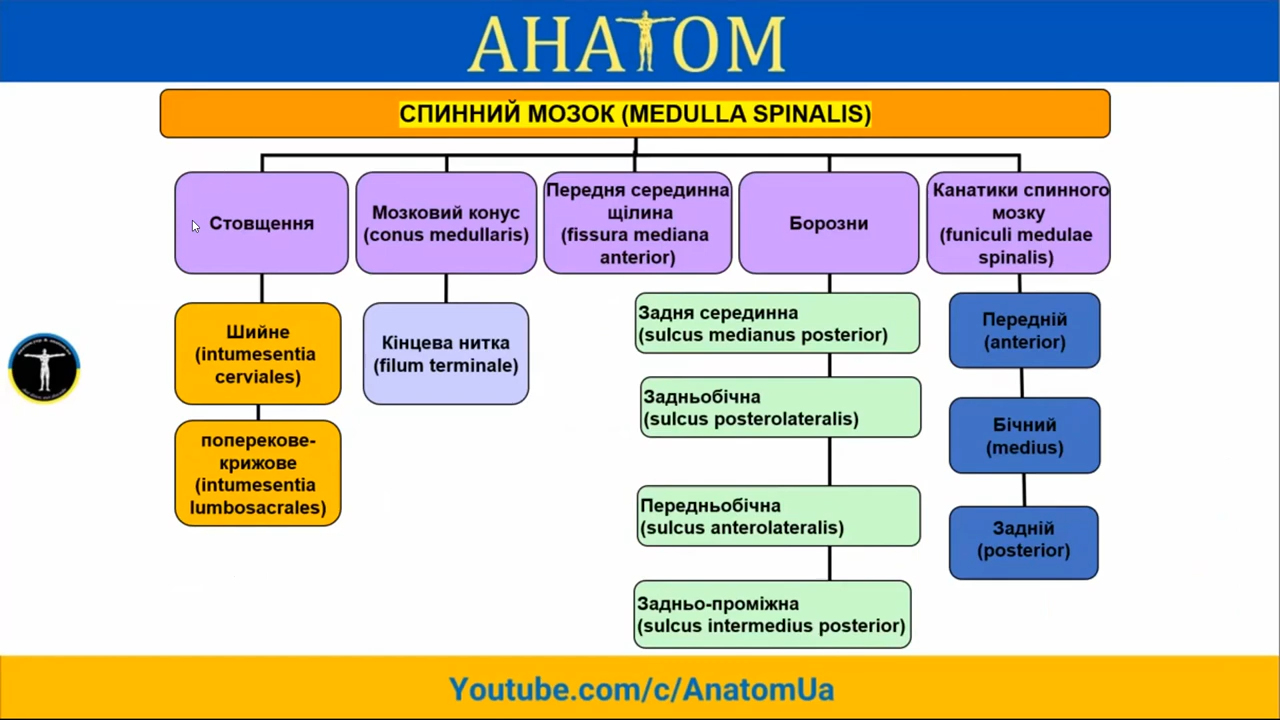 АНАТОМ
СПИННИЙ МОЗОК (MEDULLA SPINALIS)
Стовщення
Шийне
(intumesentia
cerviales)
поперекове-
крижове
(intumesentia
lumbosacrales)
Мозковий конус
(conus medullaris)
Кінцева нитка
(filum terminale)
Передня серединна
щілина
(fissura mediana
anterior)
Борозни
Задня серединна
(sulcus medianus posterior)
Задньобічна
(sulcus posterolateralis)
Передньобічна
(sulcus anterolateralis)
Задньо-проміжна
(sulcus intermedius posterior)
Канатики спинного
мозку
(funiculi medulae
spinalis)
Передній
(anterior)
Бічний
(medius)
Задній
(posterior)
Youtube.com/c/AnatomUa